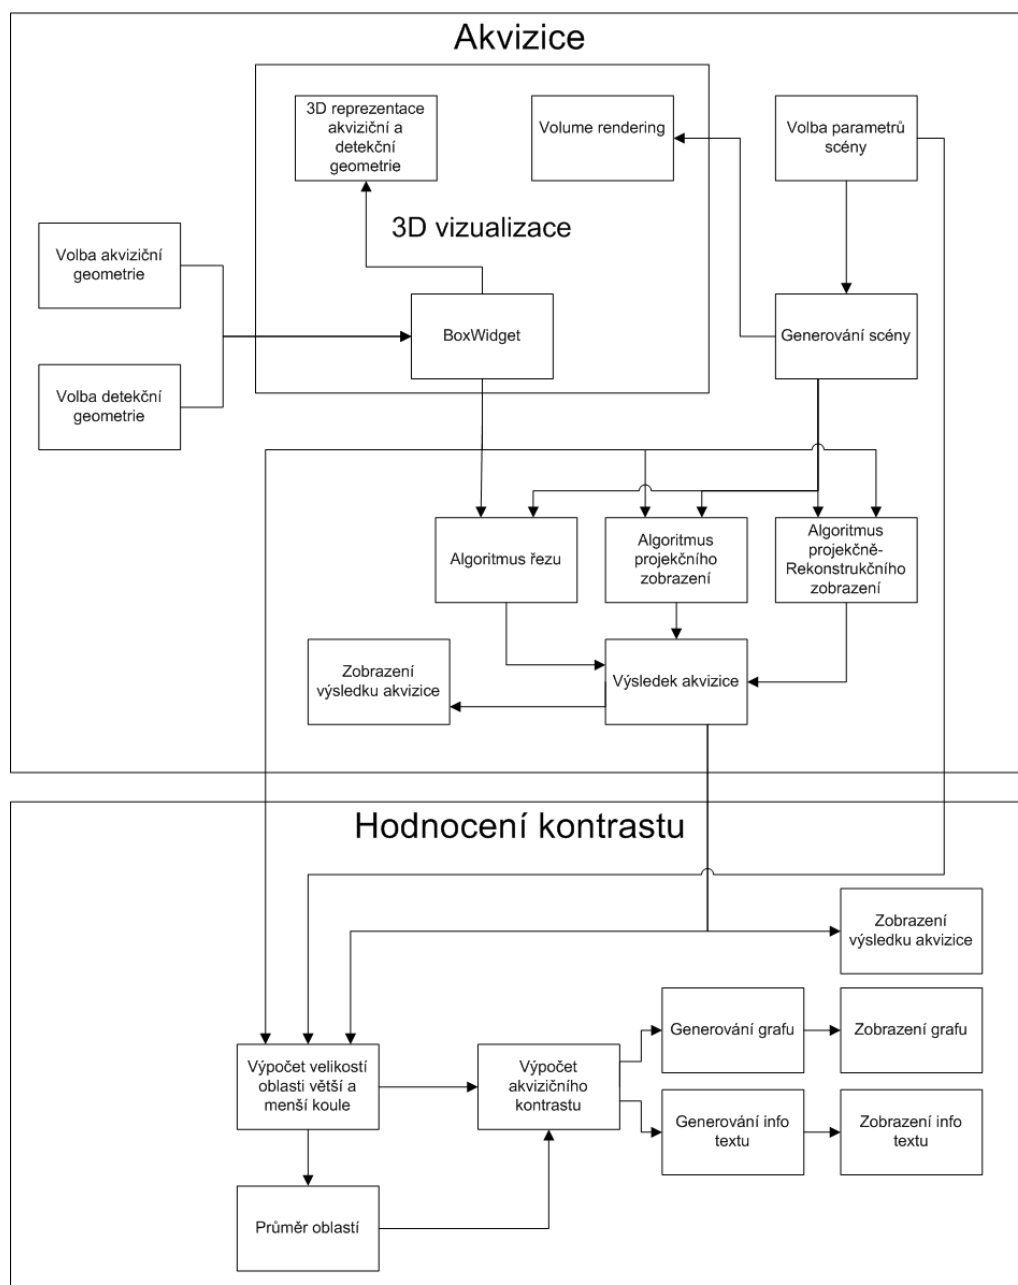 Akvizice
3D reprezentace
akviziční a
detekční
geometrie
Volume rendering
Volba parametrů
scény
3D vizualizace
Volba akviziční
geometrie
BoxWidget
Generování scény
Volba detekční
geometrie
Algoritmus řezu
Algoritmus
projekčního
zobrazení
Algoritmus
projekčně-
Rekonstrukčního
zobrazení
Zobrazení
výsledku akvizice
Výsledek akvizice
Hodnocení kontrastu
Zobrazení
výsledku akvizice
Generování grafu
Zobrazení grafu
Výpočet velikostí
oblasti větší a
menší koule
Výpočet
akvizičního
kontrastu
Generování info
textu
Zobrazení info
textu
Průměr oblastí